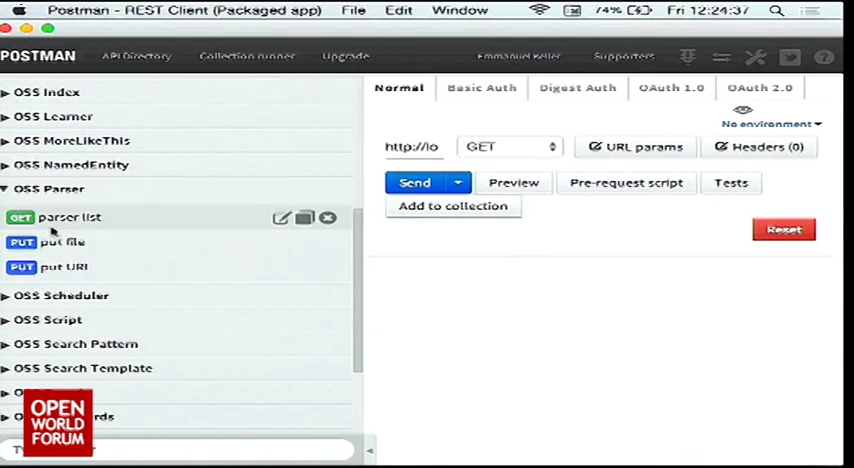 Postman - REST Client (Packaged app) File Edit Window 74% Fri 12:24:37
POSTMAN API Directory Collection runner Upgrade Emmanuel Keller Supporters
OSS Index
OSS Learner
OSS MoreLikeThis
OSS NamedEntity
OSS Parser
GET parser list
PUT put file
PUT put URI
OSS Scheduler
OSS Script
OSS Search Pattern
OSS Search Template
Normal Basic Auth Digest Auth OAuth 1.0 OAuth 2.0
No environment
http://lo GET URL params Headers (0)
Send Preview Pre-request script Tests
Add to collection
Reset
OPEN
WORLD
FORUM